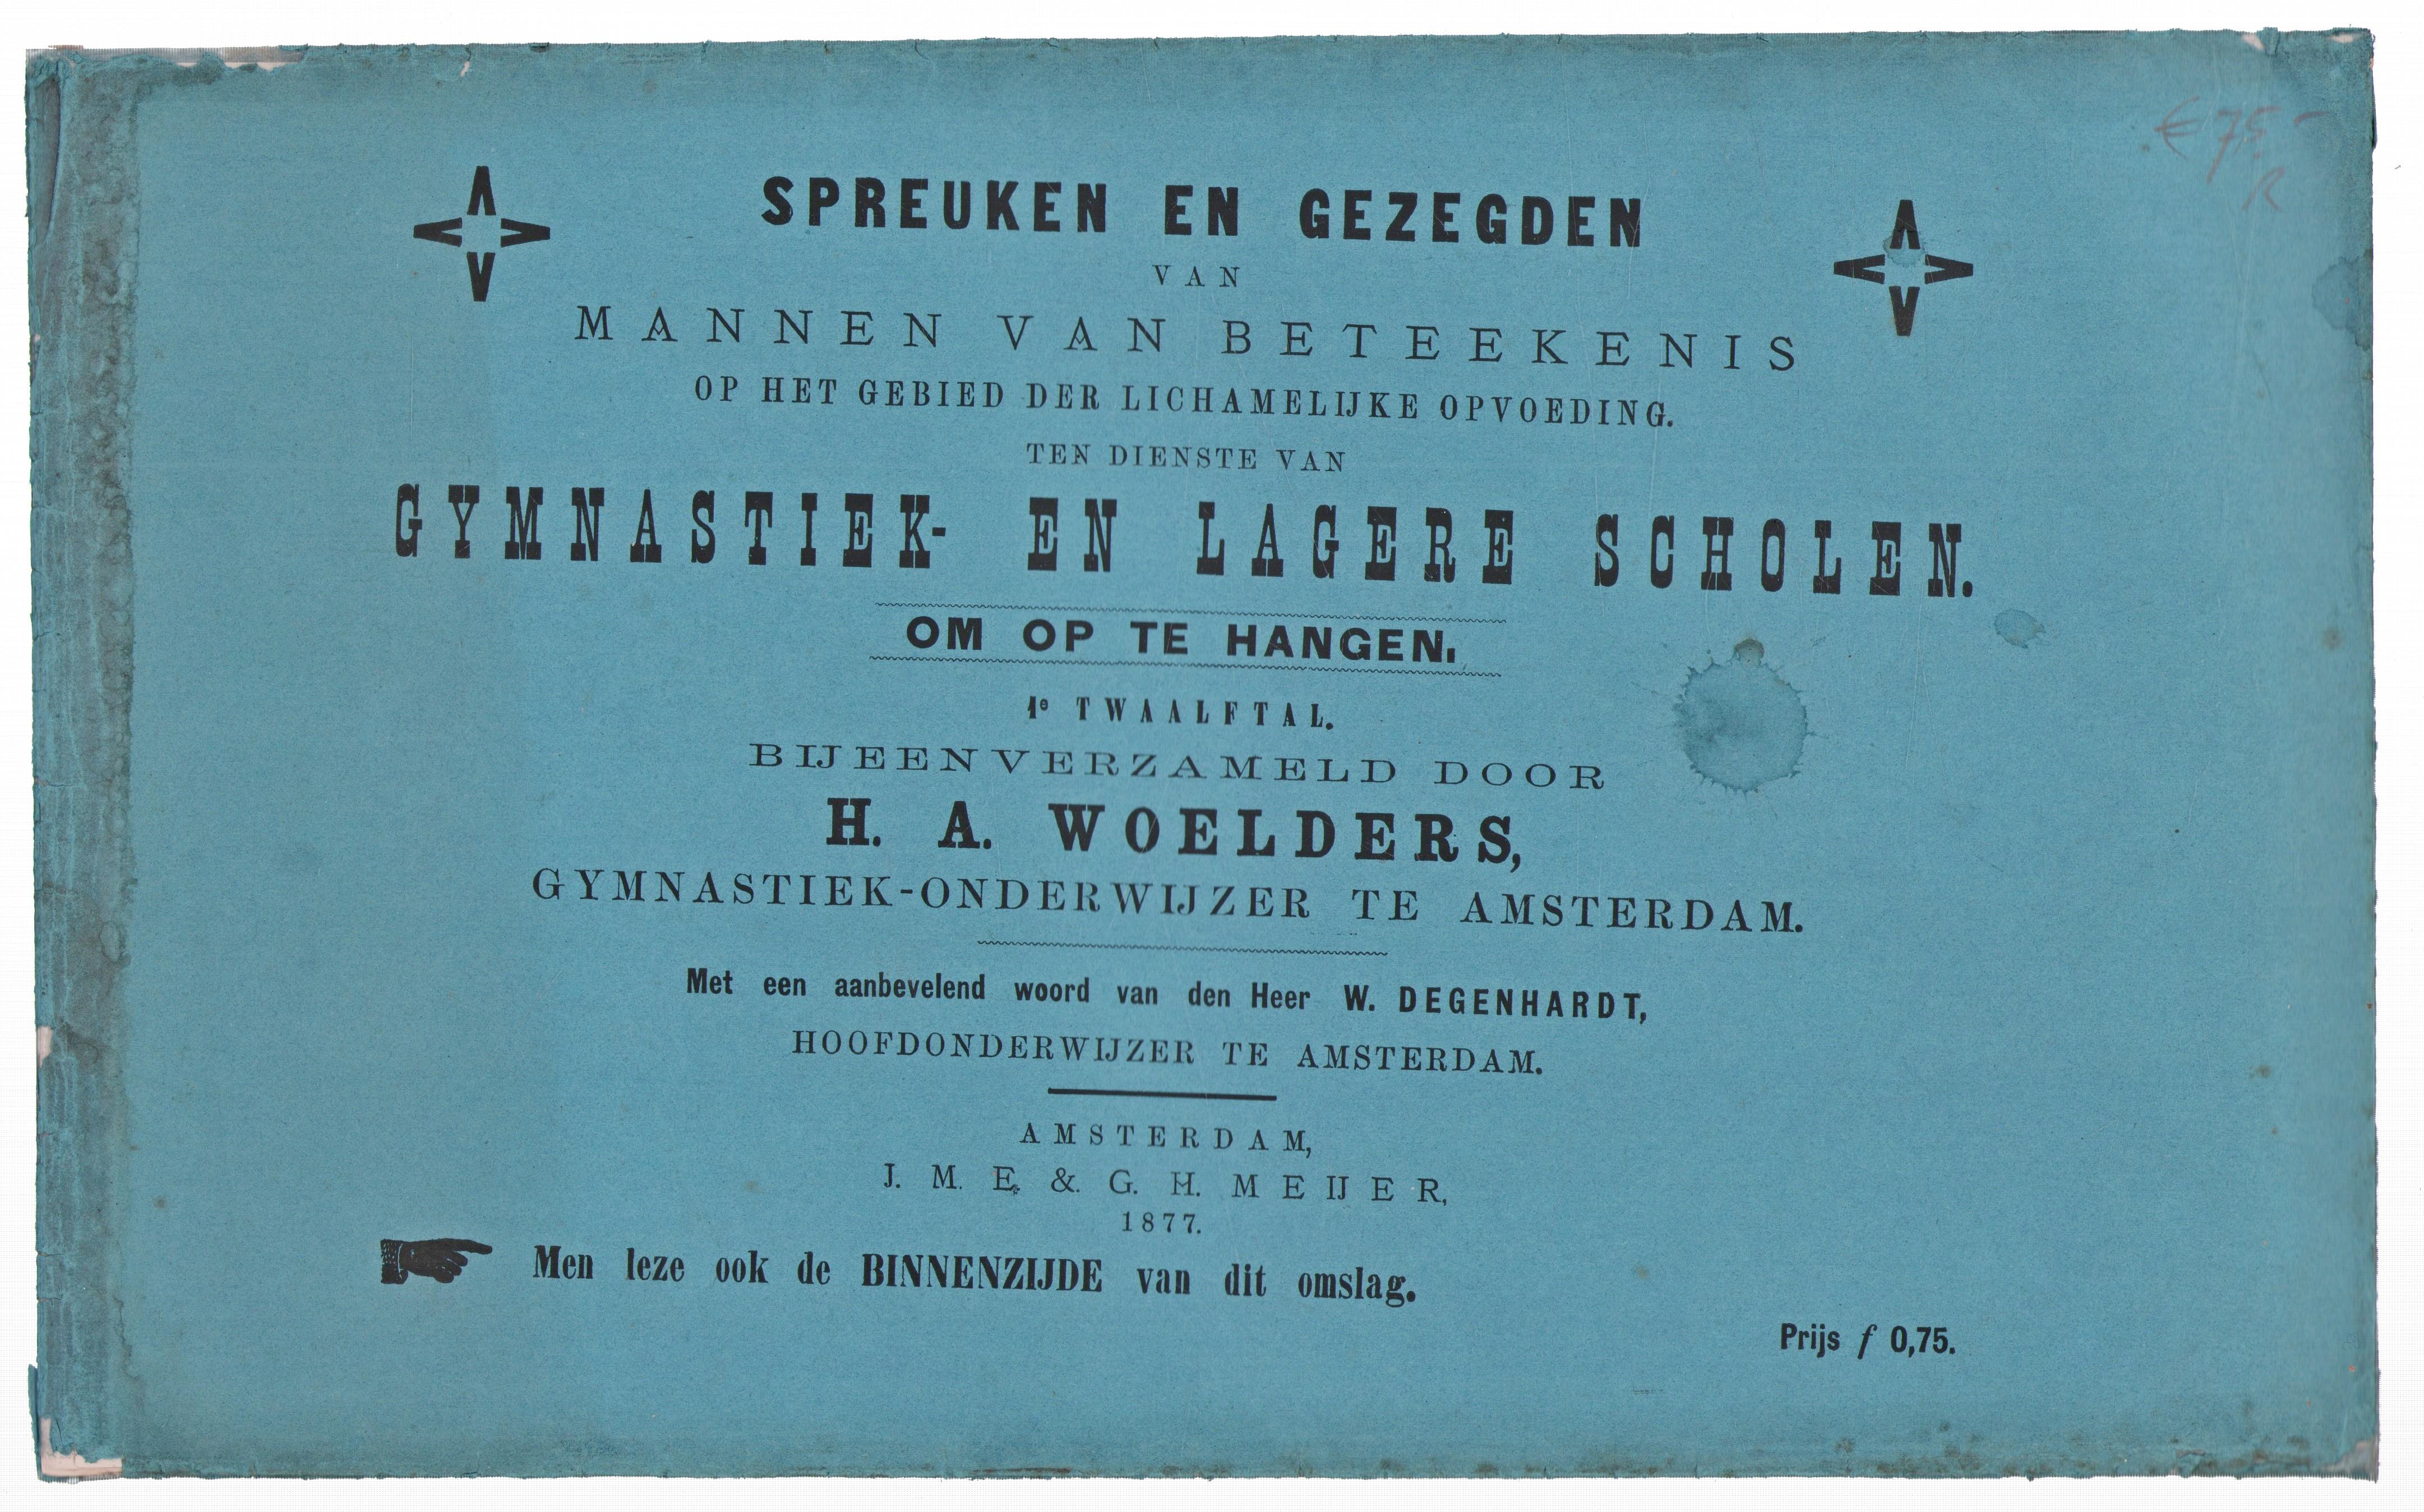 € 75.-
R
SPREUKEN EN GEZEGDEN
VAN
MANNEN VAN BETEEKENIS
OP HET GEBIED DER LICHAMELIJKE OPVOEDING.
TEN DIENSTE VAN
GYMNASTIEK- EN LAGERE SCHOLEN.
OM OP TE HANGEN.
1e TWAALFTAL.
BIJEENVERZAMELD DOOR
H. A. WOELDERS,
GYMNASTIEK-ONDERWIJZER TE AMSTERDAM.
Met een aanbevelend woord van den Heer W. DEGENHARDT,
HOOFDONDERWIJZER TE AMSTERDAM.
AMSTERDAM,
J. M. E. &. G. H. MEIJER,
1877.
Men leze ook de BINNENZIJDE van dit omslag.
Prijs f 0,75.